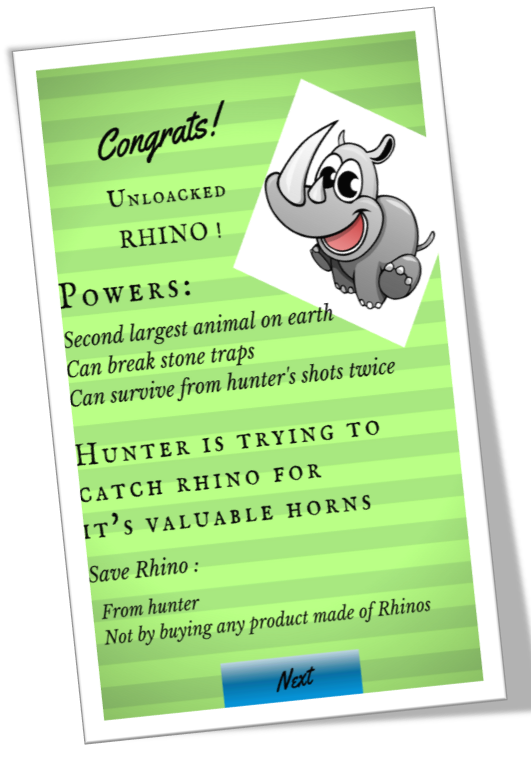 Congrats!
Unloacked
RHINO !
Powers:
Second largest animal on earth
Can break stone traps
Can survive from hunter's shots twice
Hunter is trying to
catch rhino for
it's valuable horns
Save Rhino :
From hunter
Not by buying any product made of Rhinos
Next